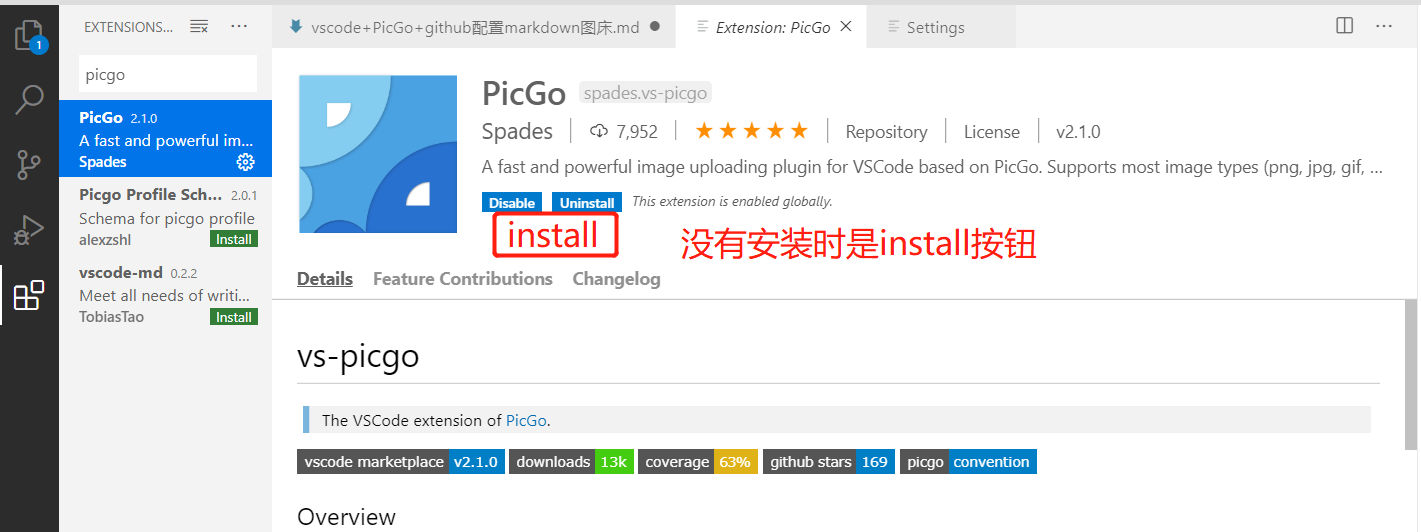 EXTENSIONS...
vscode+PicGo+github配置markdown图床.md
Extension: PicGo
Settings
1
picgo
PicGo 2.1.0
A fast and powerful im...
Spades
Picgo Profile Sch... 2.0.1
Schema for picgo profile
alexzshl Install
vscode-md 0.2.2
Meet all needs of writi...
TobiasTao Install
PicGo spades.vs-picgo
Spades 7,952 Repository License v2.1.0
A fast and powerful image uploading plugin for VSCode based on PicGo. Supports most image types (png, jpg, gif, ...
Disable Uninstall This extension is enabled globally.
install 没有安装时是install按钮
Details Feature Contributions Changelog
vs-picgo
The VSCode extension of PicGo.
vscode marketplace v2.1.0 downloads 13k coverage 63% github stars 169 picgo convention
Overview